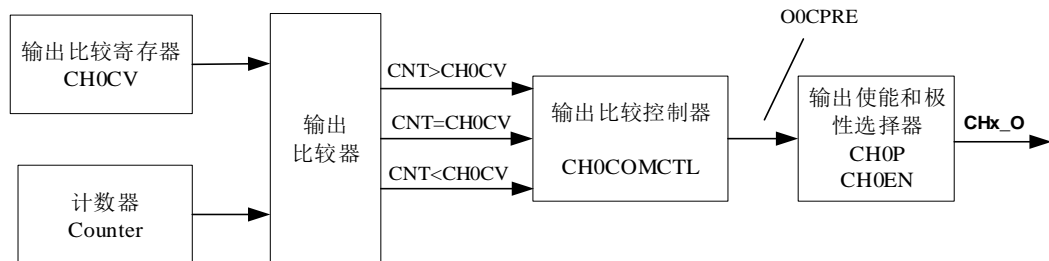 O0CPRE
输出比较寄存器
CH0CV
CNT>CH0CV
CNT=CH0CV
CNT<CH0CV
输出
比较器
输出比较控制器
CH0COMCTL
输出使能和极
性选择器
CH0P
CH0EN
CHx_O
计数器
Counter